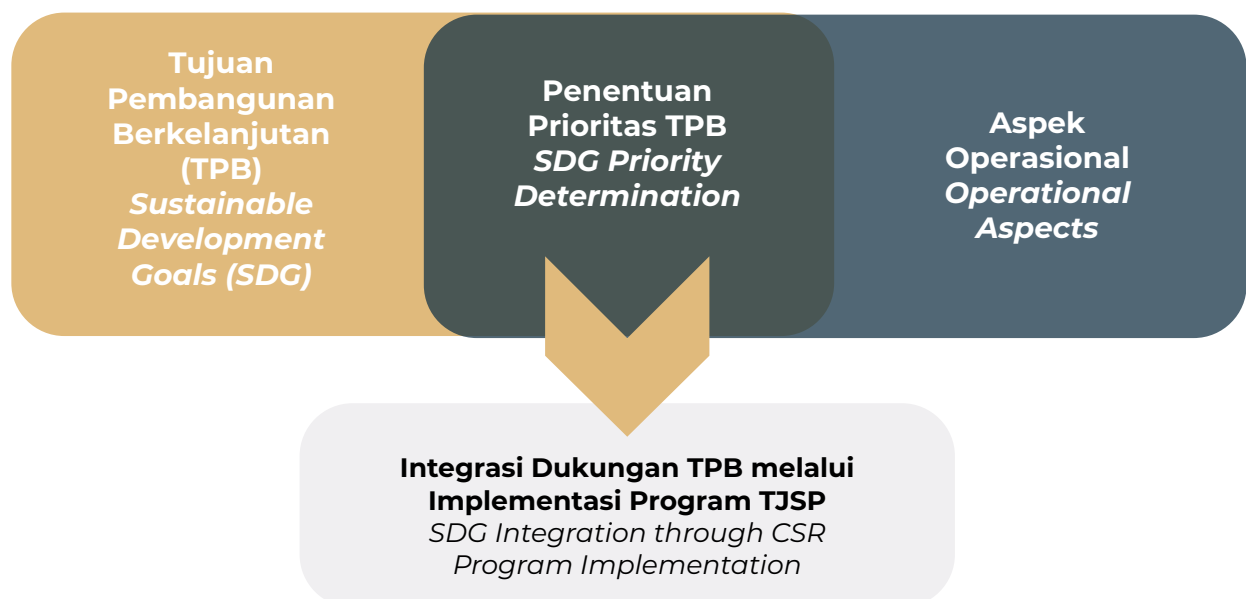 Tujuan
Pembangunan
Berkelanjutan
(TPB)
Sustainable
Development
Goals (SDG)
Penentuan
Prioritas TPB
SDG Priority
Determination
Aspek
Operasional
Operational
Aspects
Integrasi Dukungan TPB melalui
Implementasi Program TJSP
SDG Integration through CSR
Program Implementation